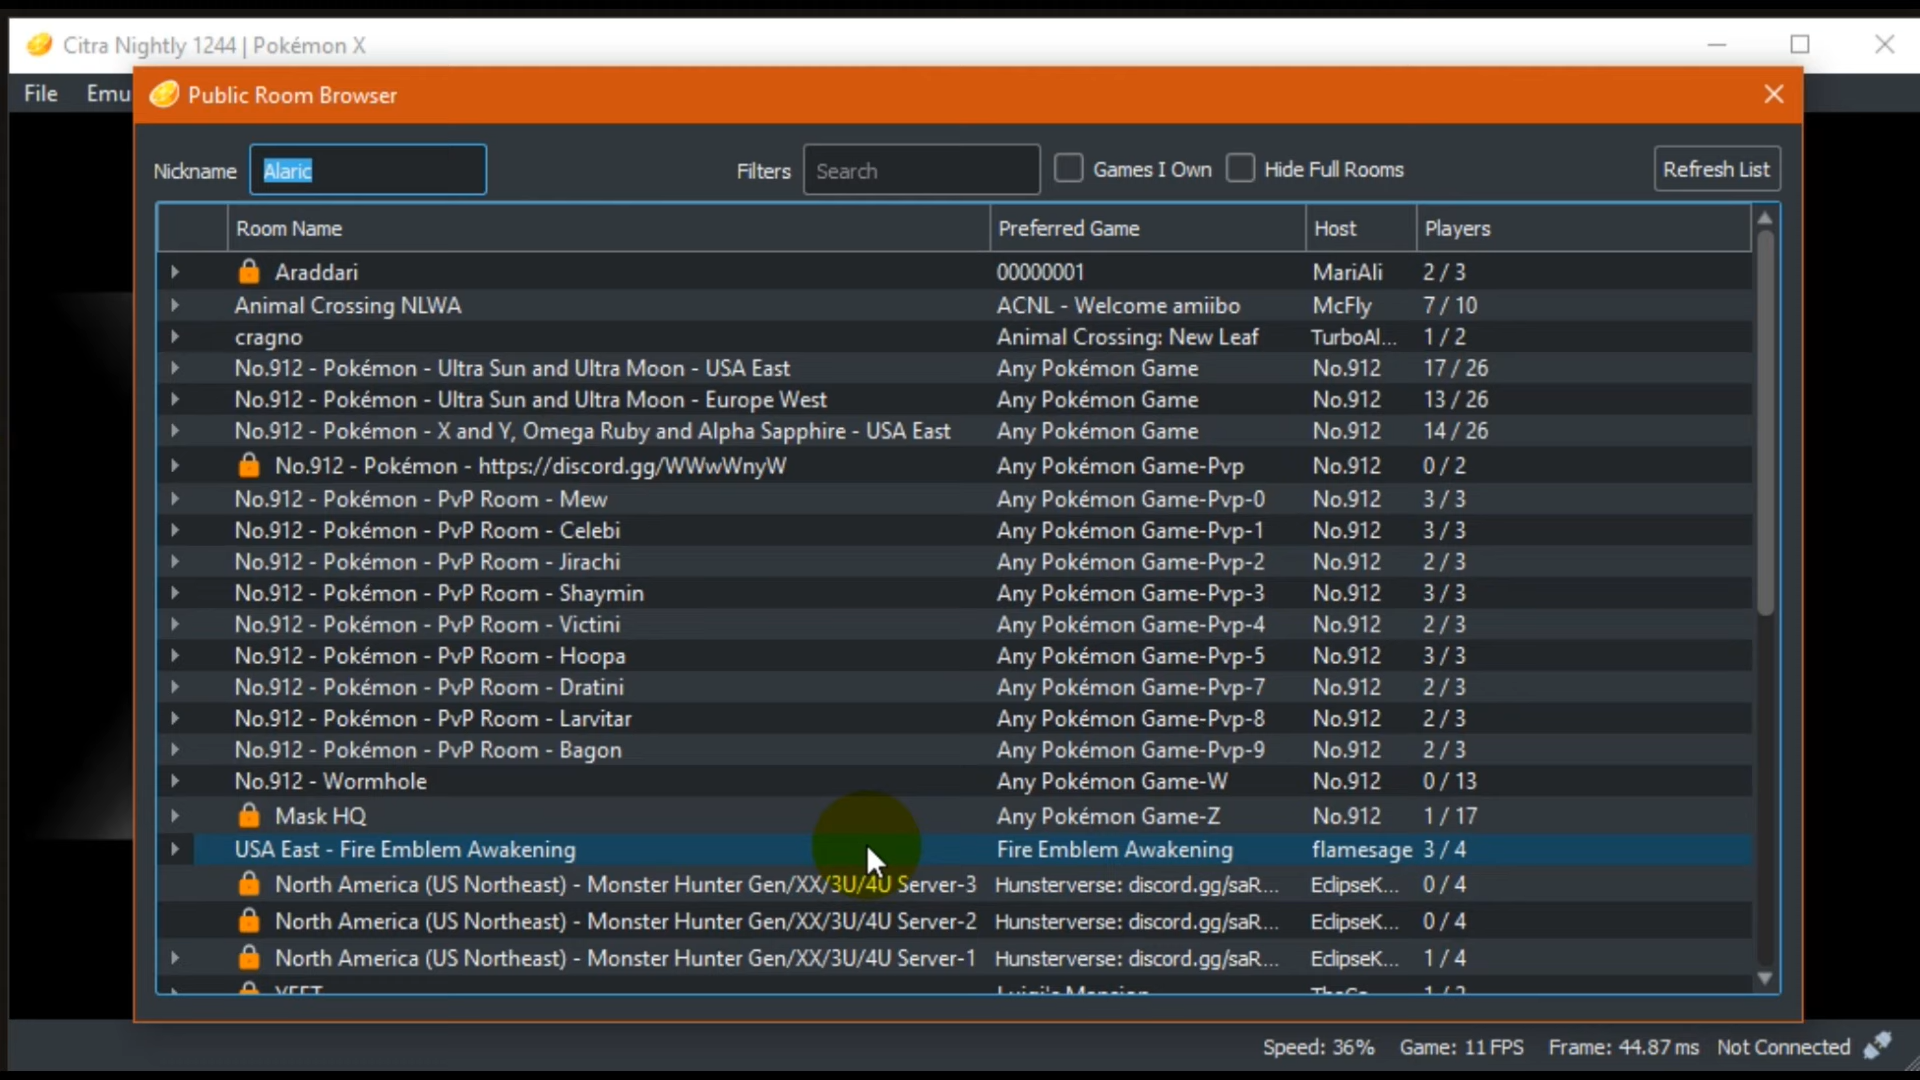 Citra Nightly 1244 | Pokémon X
File Emu
Public Room Browser
Nickname Alaric Filters Search Games I Own Hide Full Rooms Refresh List
Room Name Preferred Game Host Players
Araddari 00000001 MariAli 2 / 3
Animal Crossing NLWA ACNL - Welcome amiibo McFly 7 / 10
cragno Animal Crossing: New Leaf TurboAl... 1 / 2
No.912 - Pokémon - Ultra Sun and Ultra Moon - USA East Any Pokémon Game No.912 17 / 26
No.912 - Pokémon - Ultra Sun and Ultra Moon - Europe West Any Pokémon Game No.912 13 / 26
No.912 - Pokémon - X and Y, Omega Ruby and Alpha Sapphire - USA East Any Pokémon Game No.912 14 / 26
No.912 - Pokémon - https://discord.gg/WWwWnyW Any Pokémon Game-Pvp No.912 0 / 2
No.912 - Pokémon - PvP Room - Mew Any Pokémon Game-Pvp-0 No.912 3 / 3
No.912 - Pokémon - PvP Room - Celebi Any Pokémon Game-Pvp-1 No.912 3 / 3
No.912 - Pokémon - PvP Room - Jirachi Any Pokémon Game-Pvp-2 No.912 2 / 3
No.912 - Pokémon - PvP Room - Shaymin Any Pokémon Game-Pvp-3 No.912 3 / 3
No.912 - Pokémon - PvP Room - Victini Any Pokémon Game-Pvp-4 No.912 2 / 3
No.912 - Pokémon - PvP Room - Hoopa Any Pokémon Game-Pvp-5 No.912 3 / 3
No.912 - Pokémon - PvP Room - Dratini Any Pokémon Game-Pvp-7 No.912 2 / 3
No.912 - Pokémon - PvP Room - Larvitar Any Pokémon Game-Pvp-8 No.912 2 / 3
No.912 - Pokémon - PvP Room - Bagon Any Pokémon Game-Pvp-9 No.912 2 / 3
No.912 - Wormhole Any Pokémon Game-W No.912 0 / 13
Mask HQ Any Pokémon Game-Z No.912 1 / 17
USA East - Fire Emblem Awakening Fire Emblem Awakening flamesage 3 / 4
North America (US Northeast) - Monster Hunter Gen/XX/3U/4U Server-3 Hunsterverse: discord.gg/saR... EclipseK... 0 / 4
North America (US Northeast) - Monster Hunter Gen/XX/3U/4U Server-2 Hunsterverse: discord.gg/saR... EclipseK... 0 / 4
North America (US Northeast) - Monster Hunter Gen/XX/3U/4U Server-1 Hunsterverse: discord.gg/saR... EclipseK... 1 / 4
YEET Luigi's Mansion
Speed: 36% Game: 11 FPS Frame: 44.87 ms Not Connected